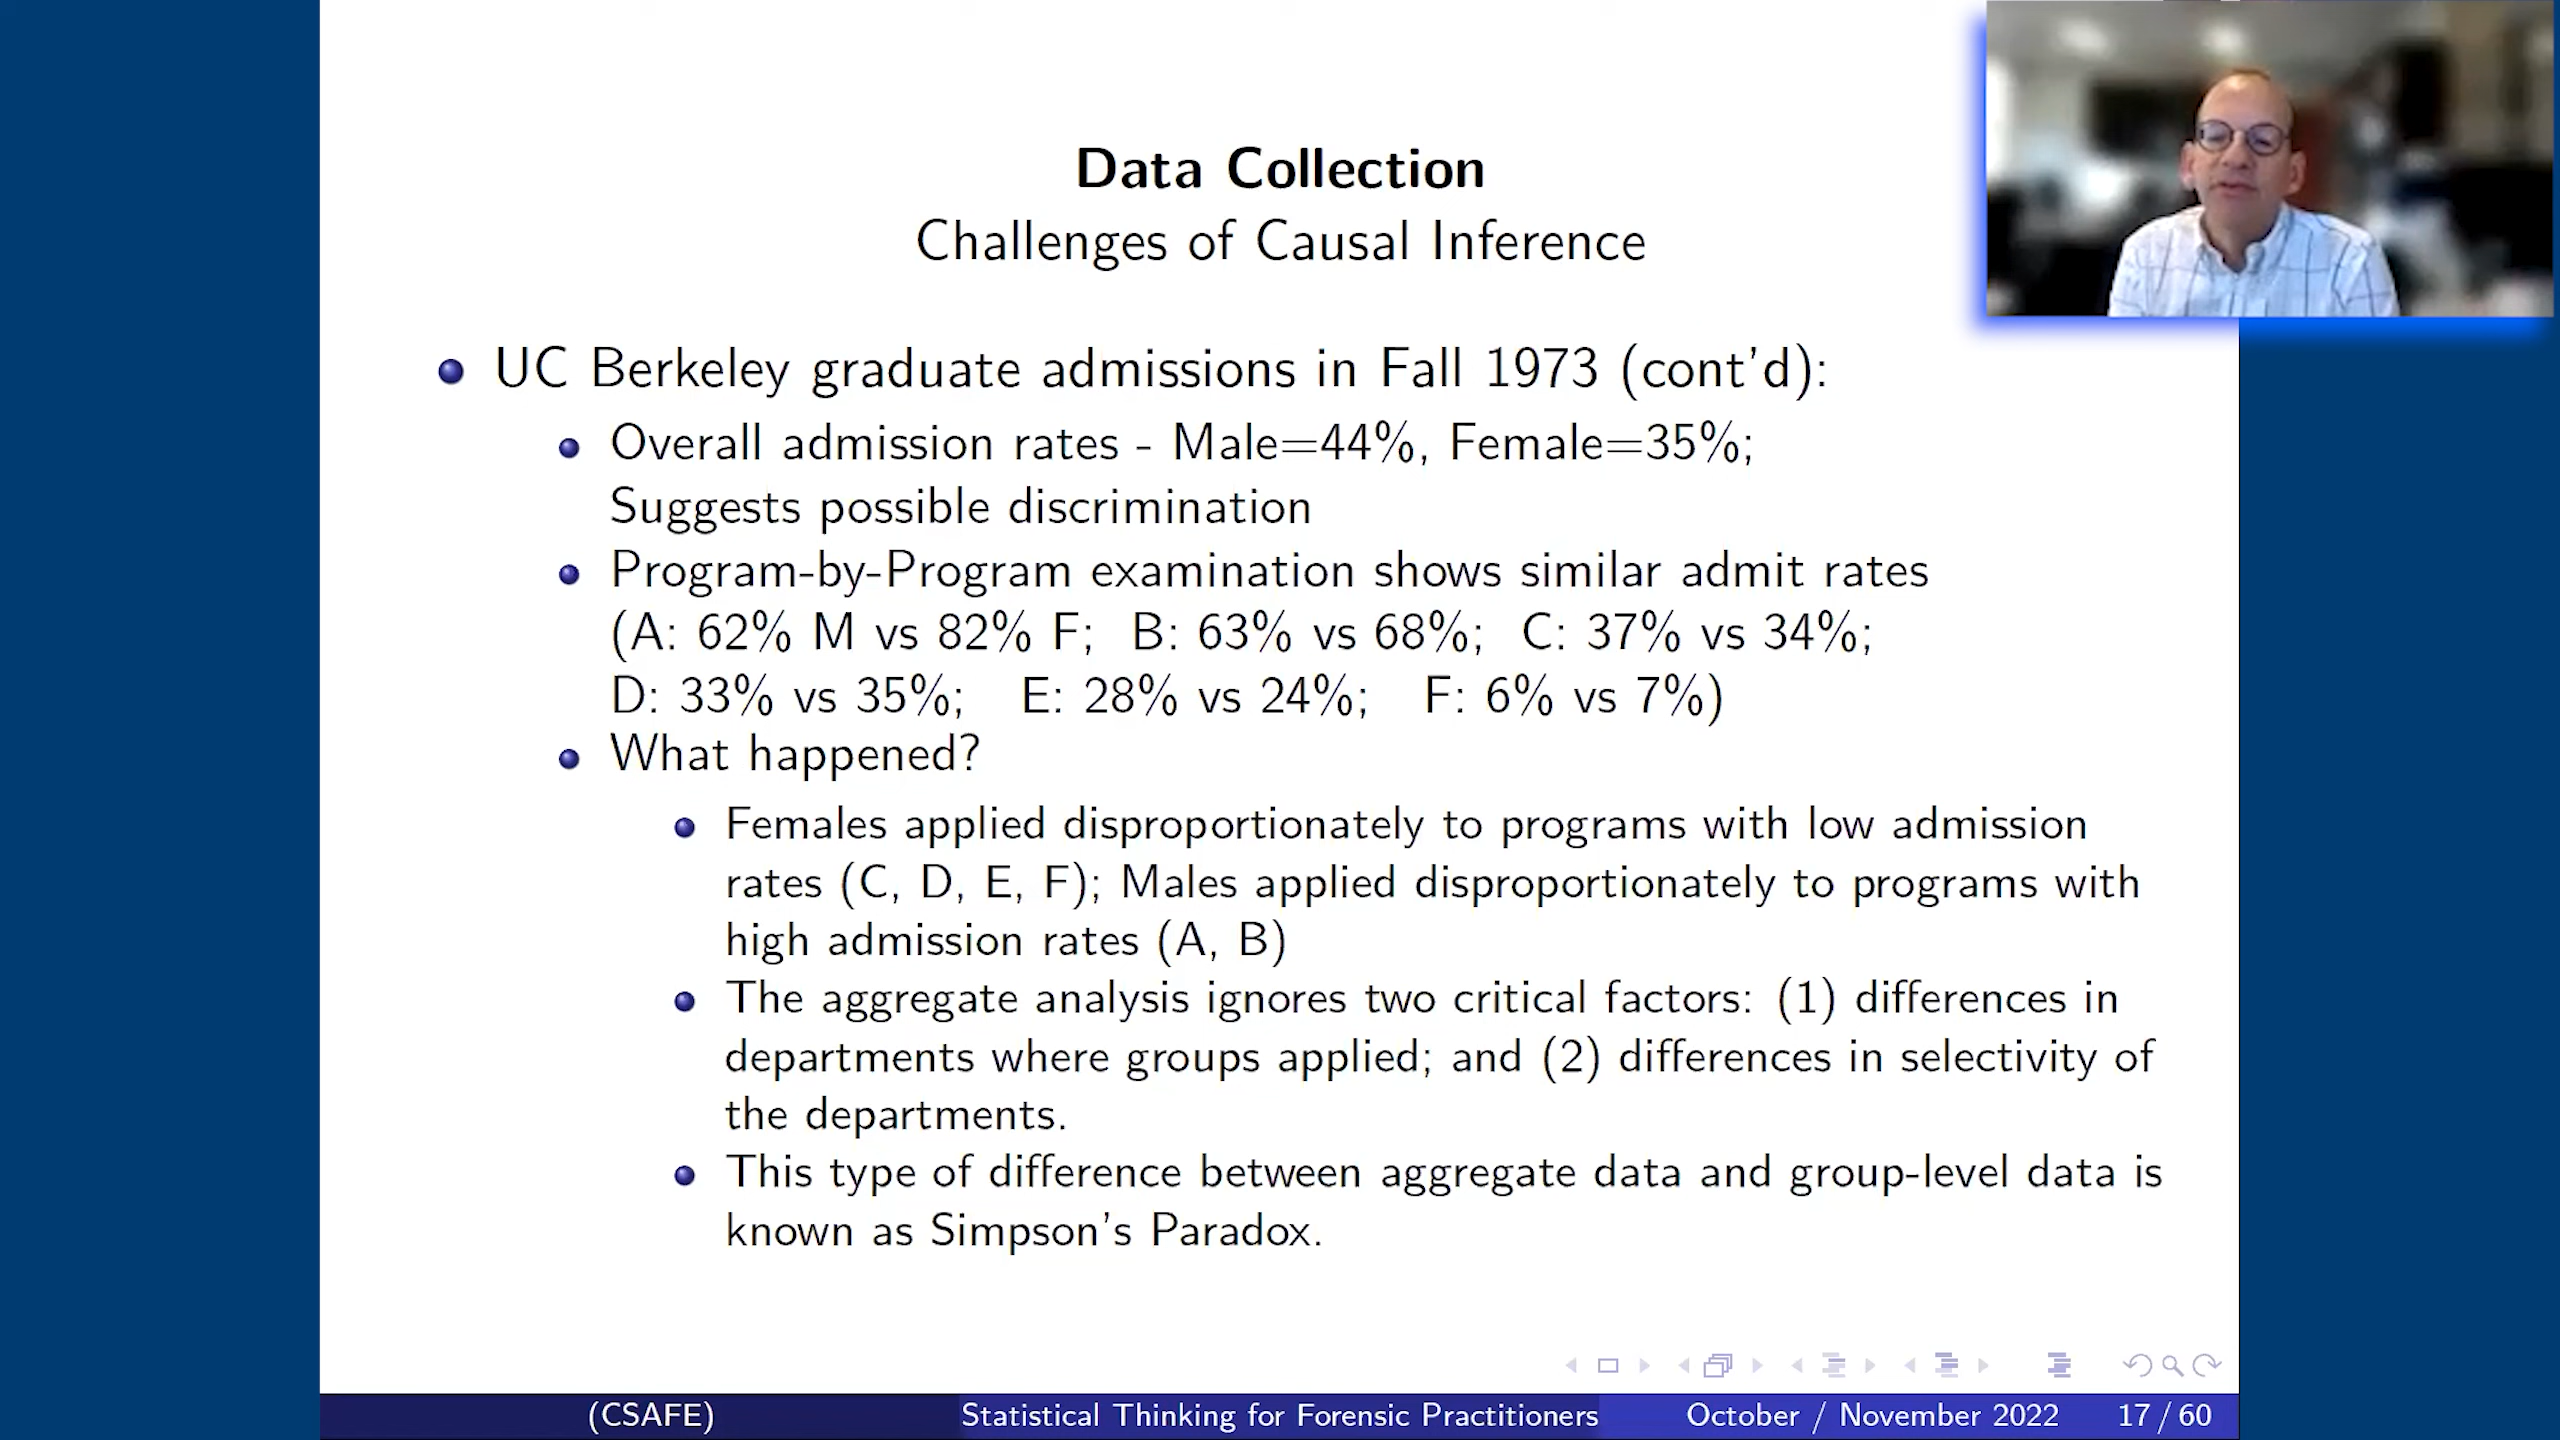 Data Collection
Challenges of Causal Inference
UC Berkeley graduate admissions in Fall 1973 (cont'd):
Overall admission rates - Male=44%, Female=35%;
Suggests possible discrimination
Program-by-Program examination shows similar admit rates
(A: 62% M vs 82% F; B: 63% vs 68%; C: 37% vs 34%;
D: 33% vs 35%; E: 28% vs 24%; F: 6% vs 7%)
What happened?
Females applied disproportionately to programs with low admission
rates (C, D, E, F); Males applied disproportionately to programs with
high admission rates (A, B)
The aggregate analysis ignores two critical factors: (1) differences in
departments where groups applied; and (2) differences in selectivity of
the departments.
This type of difference between aggregate data and group-level data is
known as Simpson's Paradox.
(CSAFE) Statistical Thinking for Forensic Practitioners October / November 2022 17 / 60